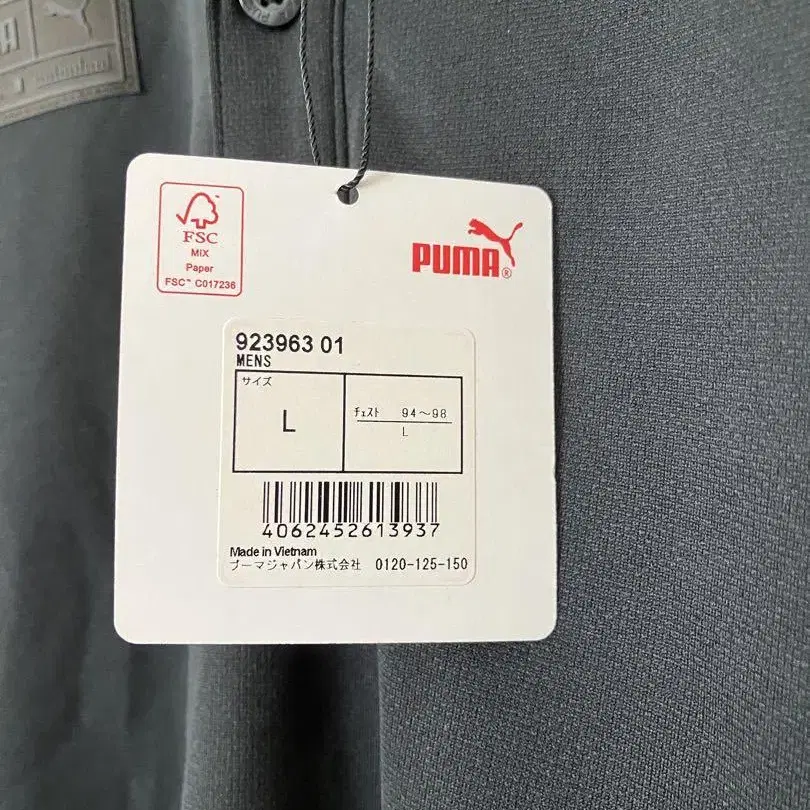 FSC
MIX
Paper
FSC™ C017236
PUMA®
923963 01
MENS
サイズ
L
チェスト 94～98
L
4062452613937
Made in Vietnam
プーマジャパン株式会社 0120-125-150